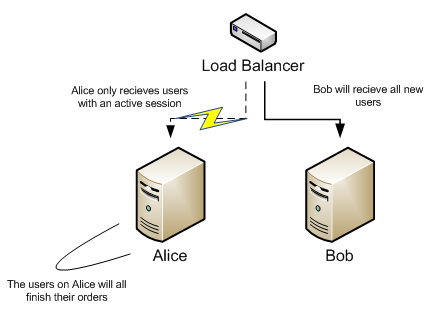 Load Balancer
Alice only recieves users
with an active session
Bob will recieve all new
users
Alice
Bob
The users on Alice will all
finish their orders